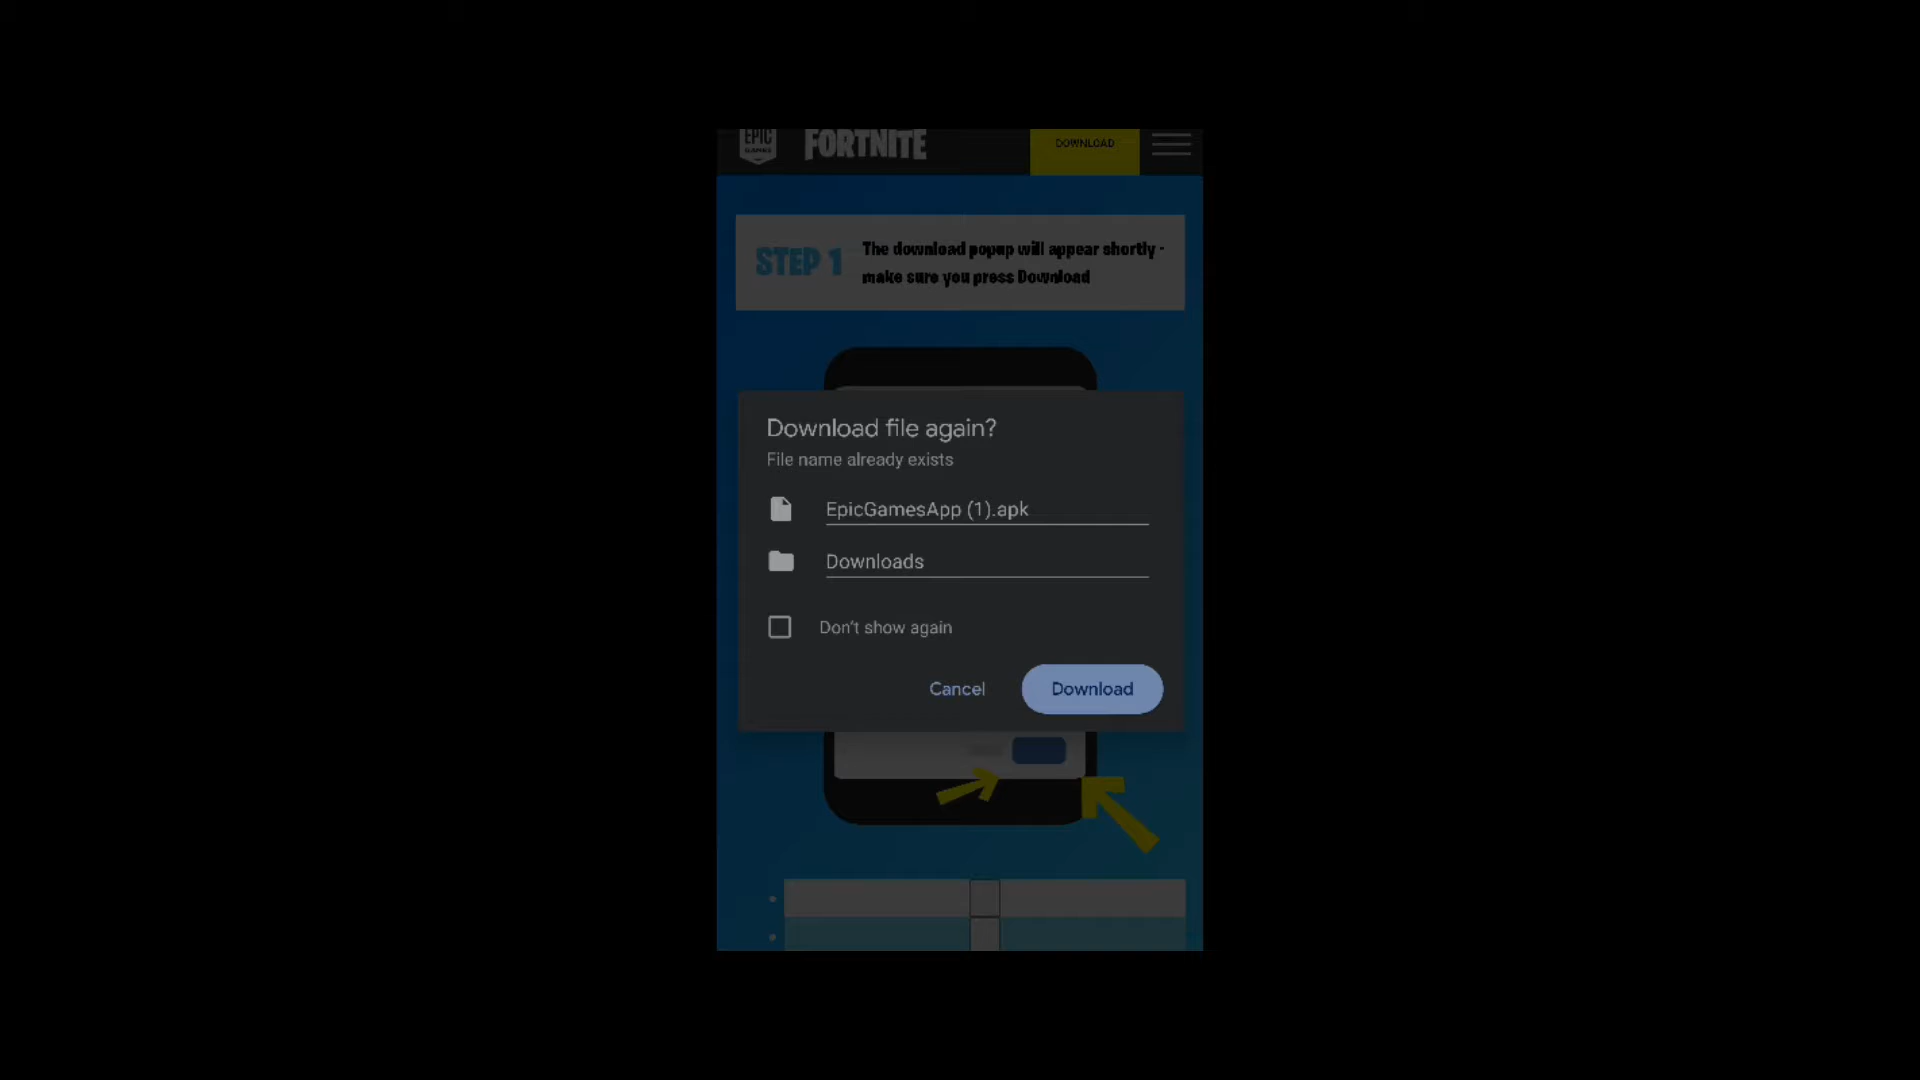 EPIC
GAMES
FORTNITE
DOWNLOAD
STEP 1
The download popup will appear shortly -
make sure you press Download
Download file again?
File name already exists
EpicGamesApp (1).apk
Downloads
Don't show again
Cancel
Download